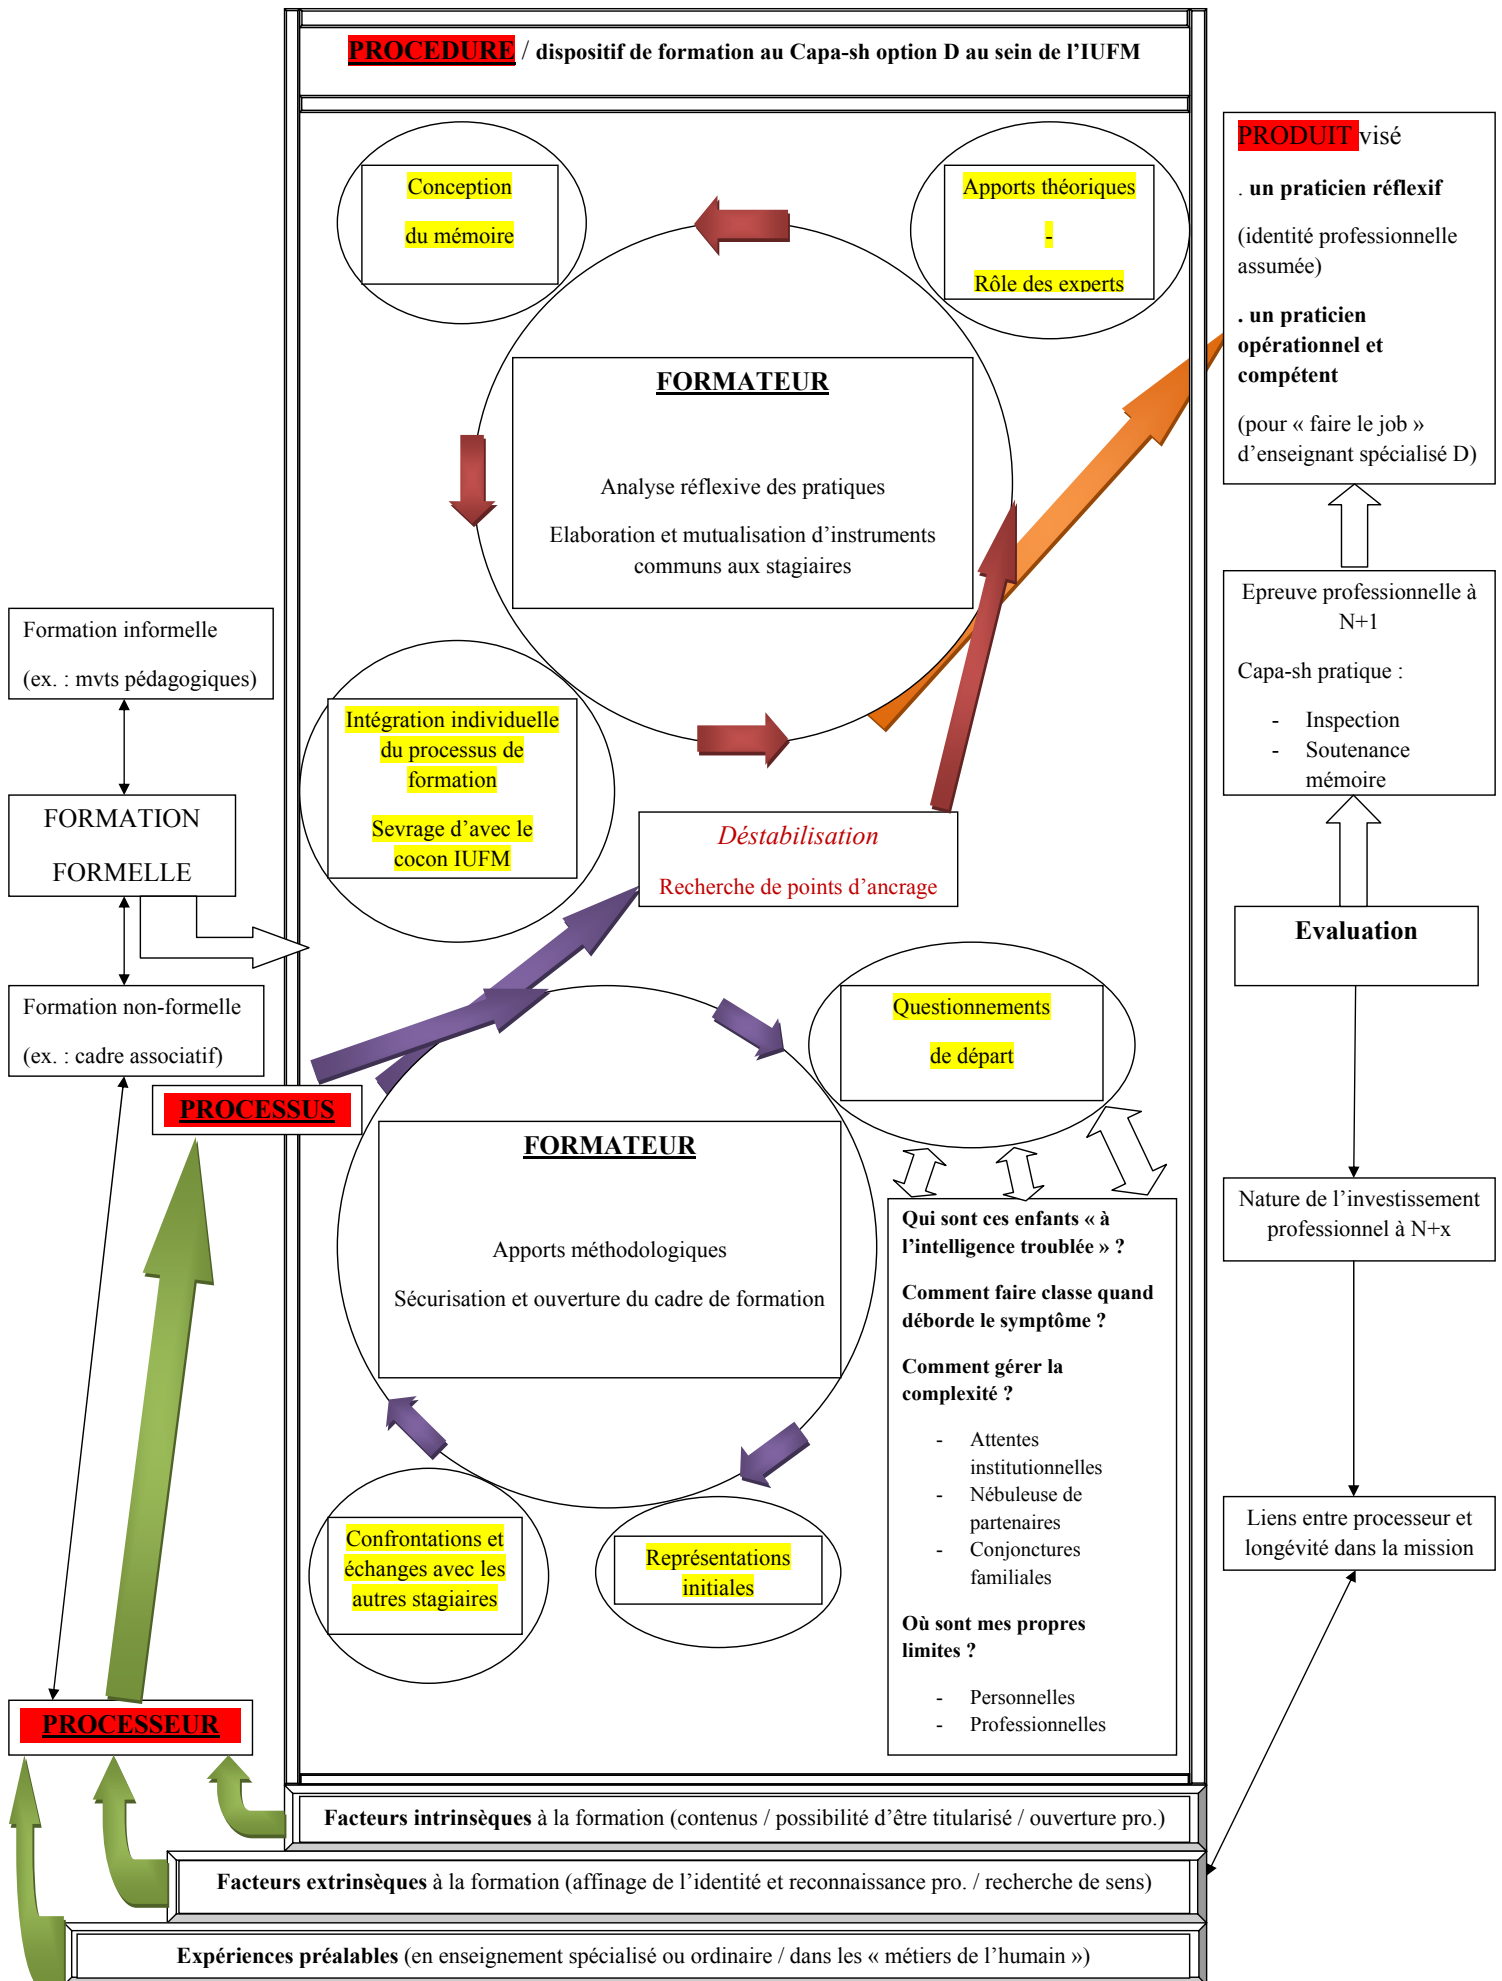 PROCEDURE / dispositif de formation au Capa-sh option D au sein de l’IUFM
Conception
du mémoire
Apports théoriques
-
Rôle des experts
PRODUIT visé
. un praticien réflexif
(identité professionnelle
assumée)
. un praticien
opérationnel et
compétent
(pour « faire le job »
d’enseignant spécialisé D)
FORMATEUR
Analyse réflexive des pratiques
Elaboration et mutualisation d’instruments
communs aux stagiaires
Epreuve professionnelle à
N+1
Capa-sh pratique :
- Inspection
- Soutenance
mémoire
Formation informelle
(ex. : mvts pédagogiques)
Intégration individuelle
du processus de
formation
Sevrage d’avec le
cocon IUFM
FORMATION
FORMELLE
Déstabilisation
Recherche de points d’ancrage
Evaluation
Formation non-formelle
(ex. : cadre associatif)
Questionnements
de départ
PROCESSUS
FORMATEUR
Apports méthodologiques
Sécurisation et ouverture du cadre de formation
Qui sont ces enfants « à
l’intelligence troublée » ?
Comment faire classe quand
déborde le symptôme ?
Comment gérer la
complexité ?
- Attentes
institutionnelles
- Nébuleuse de
partenaires
- Conjonctures
familiales
Où sont mes propres
limites ?
- Personnelles
- Professionnelles
Nature de l’investissement
professionnel à N+x
Liens entre processeur et
longévité dans la mission
Confrontations et
échanges avec les
autres stagiaires
Représentations
initiales
PROCESSEUR
Facteurs intrinsèques à la formation (contenus / possibilité d’être titularisé / ouverture pro.)
Facteurs extrinsèques à la formation (affinage de l’identité et reconnaissance pro. / recherche de sens)
Expériences préalables (en enseignement spécialisé ou ordinaire / dans les « métiers de l’humain »)